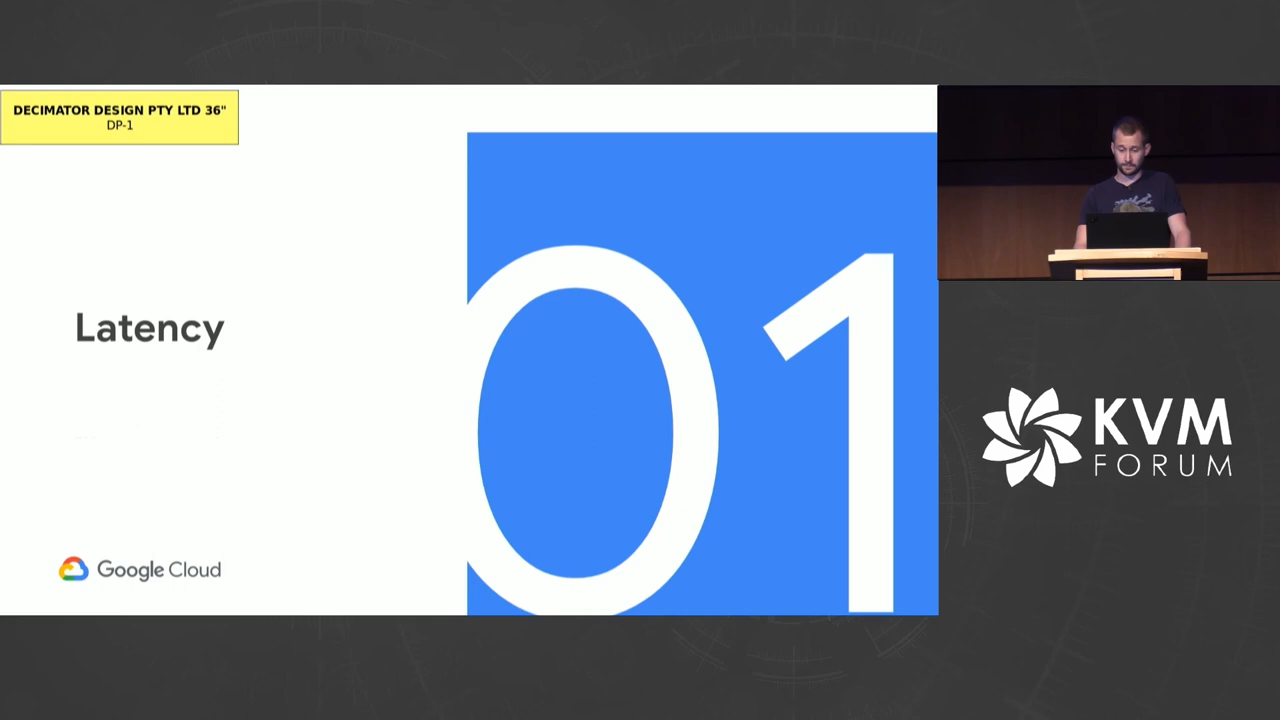 DECIMATOR DESIGN PTY LTD 36"
DP-1
Latency
01
Google Cloud
KVM
FORUM